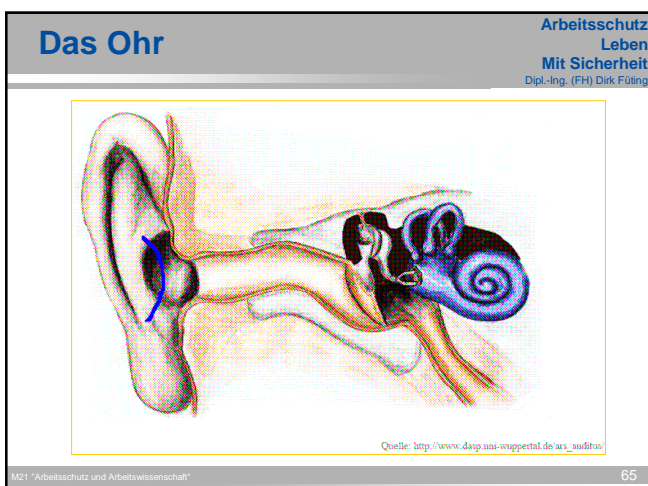 Das Ohr
Arbeitsschutz
Leben
Mit Sicherheit
Dipl.-Ing. (FH) Dirk Füting
Quelle: http://www.dasp.uni-wuppertal.de/ars_auditus/
M21 "Arbeitsschutz und Arbeitswissenschaft"
65